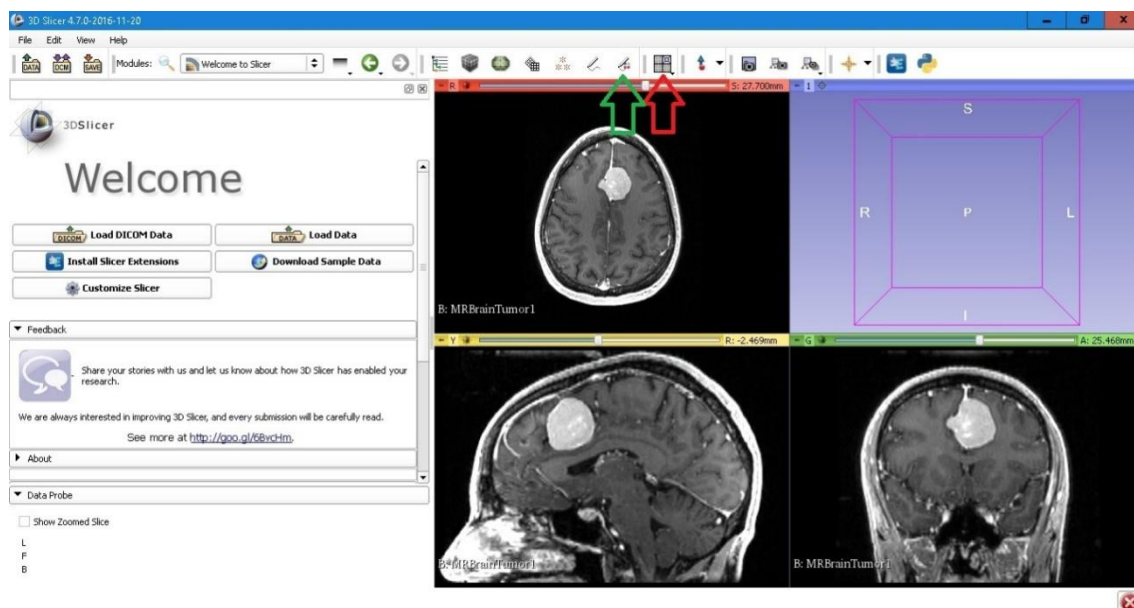 3D Slicer 4.7.0-2016-11-20
File Edit View Help
DATA DCM SAVE Modules: Welcome to Slicer
R S: 27.700mm 1
3DSlicer
Welcome
DICOM Load DICOM Data DATA Load Data
Install Slicer Extensions Download Sample Data
Customize Slicer
Feedback
Share your stories with us and let us know about how 3D Slicer has enabled your
research.
We are always interested in improving 3D Slicer, and every submission will be carefully read.
See more at http://goo.gl/6BvcHm.
About
Data Probe
Show Zoomed Slice
L
F
B
B: MRBrainTumor1
S
R P L
I
Y R: -2.469mm G A: 25.468mm
B: MRBrainTumor1 B: MRBrainTumor1